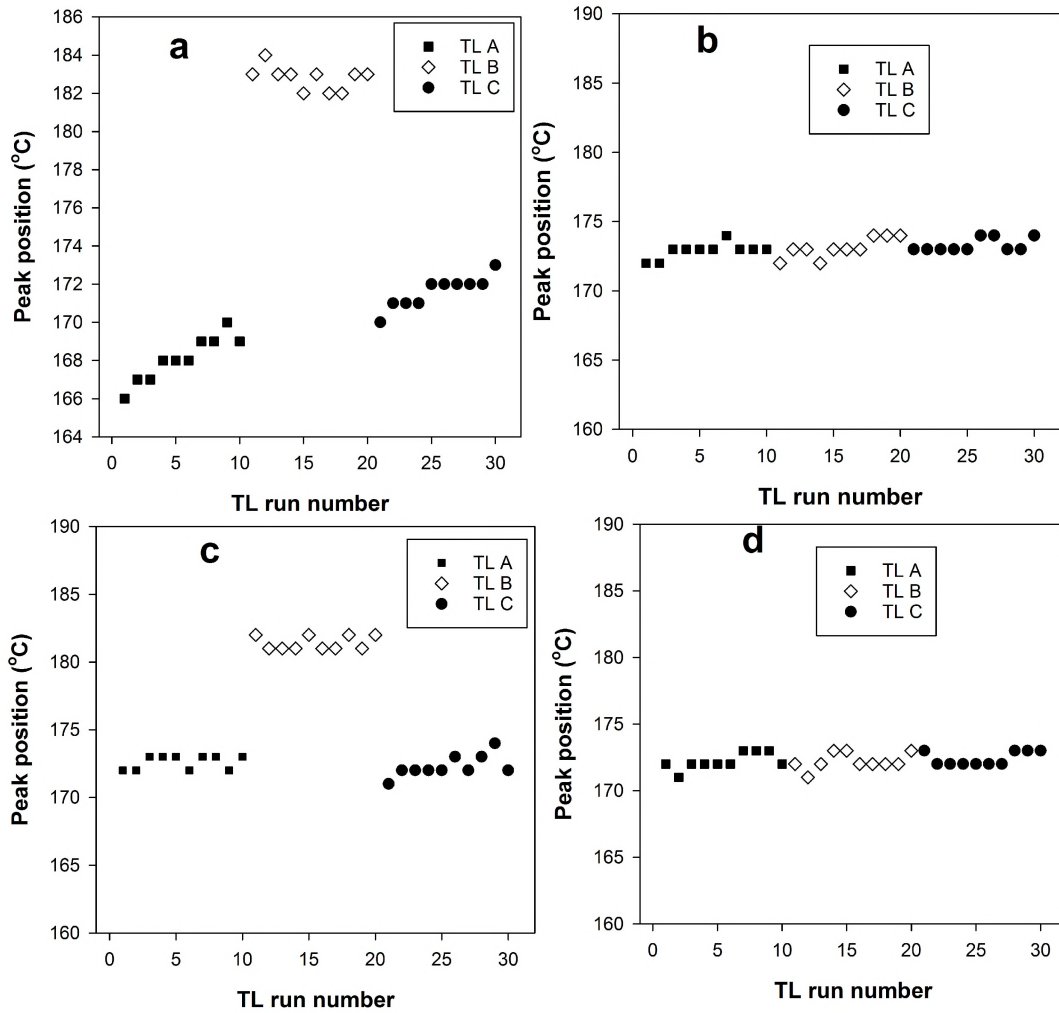 a
TL A
TL B
TL C
Peak position (°C)
186
184
182
180
178
176
174
172
170
168
166
164
0 5 10 15 20 25 30
TL run number
b
TL A
TL B
TL C
Peak position (°C)
190
185
180
175
170
165
160
0 5 10 15 20 25 30
TL run number
c
TL A
TL B
TL C
Peak position (°C)
190
185
180
175
170
165
160
0 5 10 15 20 25 30
TL run number
d
TL A
TL B
TL C
Peak position (°C)
190
185
180
175
170
165
160
0 5 10 15 20 25 30
TL run number